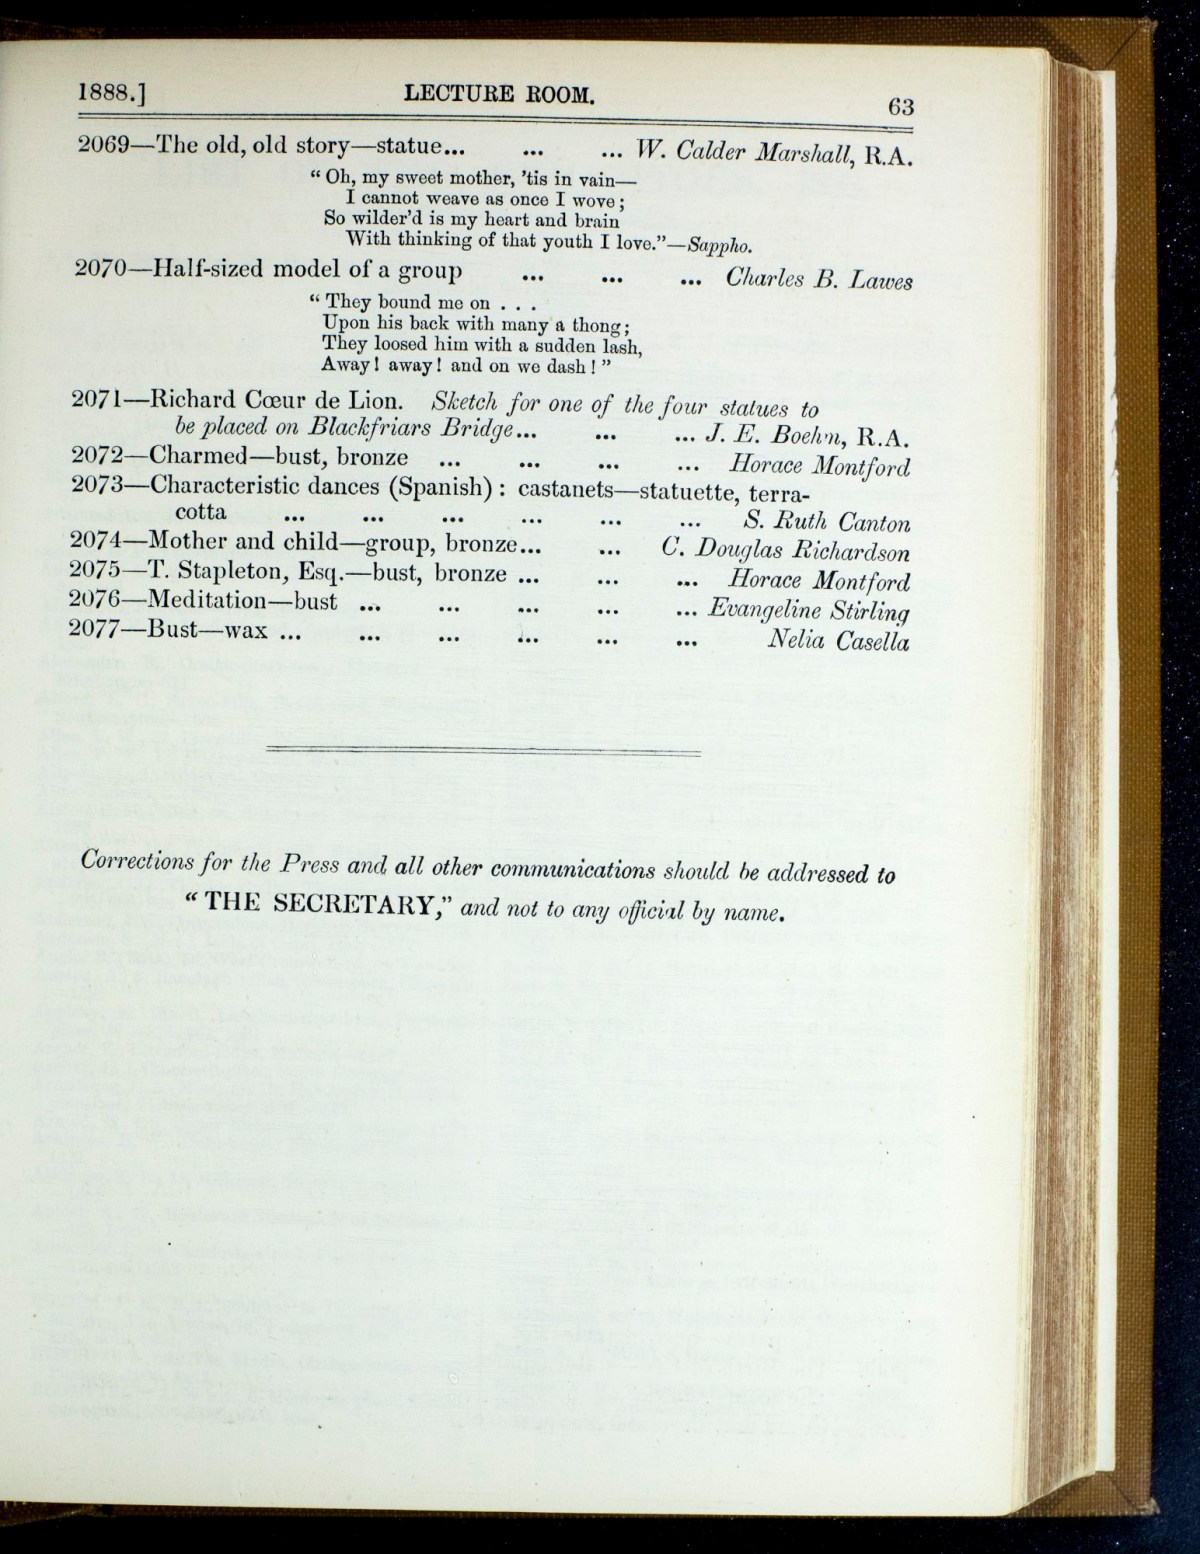 1888.] LECTURE ROOM. 63
2069—The old, old story—statue... ... ... W. Calder Marshall, R.A.
“ Oh, my sweet mother, ’tis in vain—
I cannot weave as once I wove ;
So wilder’d is my heart and brain
With thinking of that youth I love.”—Sappho.
2070—Half-sized model of a group ... ... ... Charles B. Lawes
“ They bound me on . . .
Upon his back with many a thong ;
They loosed him with a sudden lash,
Away ! away ! and on we dash ! ”
2071—Richard Cœur de Lion. Sketch for one of the four statues to
be placed on Blackfriars Bridge... ... ... J. E. Boehm, R.A.
2072—Charmed—bust, bronze ... ... ... ... Horace Montford
2073—Characteristic dances (Spanish) : castanets—statuette, terra-
cotta ... ... ... ... ... ... S. Ruth Canton
2074—Mother and child—group, bronze... ... C. Douglas Richardson
2075—T. Stapleton, Esq.—bust, bronze ... ... ... Horace Montford
2076—Meditation—bust ... ... ... ... ... Evangeline Stirling
2077—Bust—wax ... ... ... ... ... ... Nelia Casella
Corrections for the Press and all other communications should be addressed to
“ THE SECRETARY,” and not to any official by name.